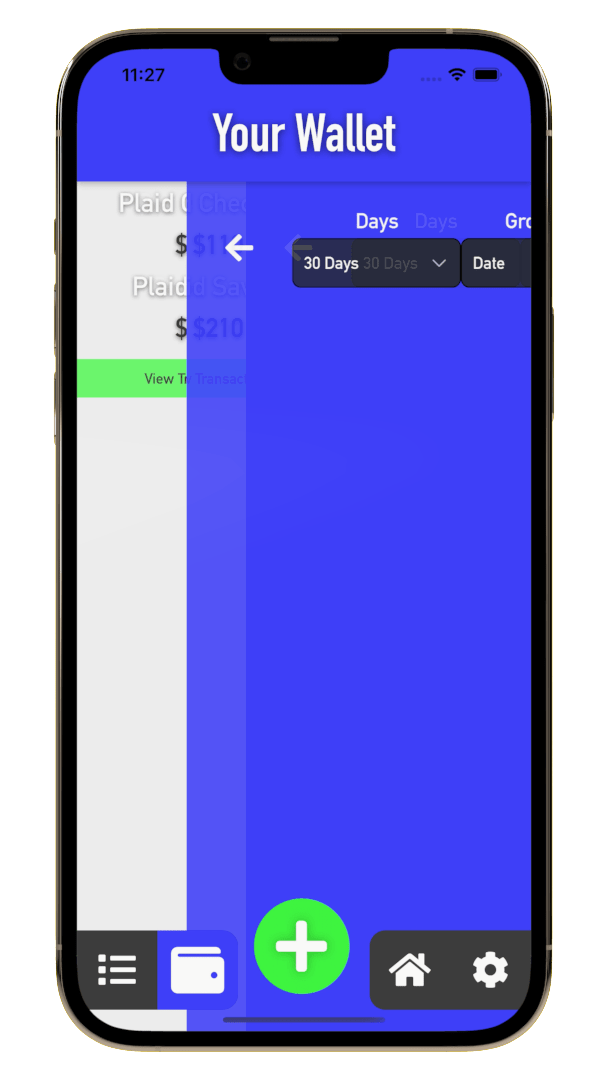 11:27
Your Wallet
Plaid C Chec
Days Days Gro
$ $11
30 Days 30 Days Date
Plaid d Sav
$ $210
View Tr Transac